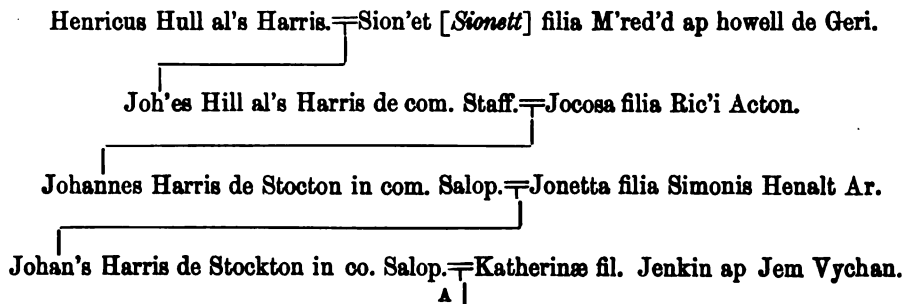 Henricus Hull al's Harris.=Sion'et [Sionett] filia M'red'd ap howell de Geri.
Joh'es Hill al's Harris de com. Staff.=Jocosa filia Ric'i Acton.
Johannes Harris de Stocton in com. Salop.=Jonetta filia Simonis Henalt Ar.
Johan's Harris de Stockton in co. Salop.=Katherinæ fil. Jenkin ap Jem Vychan.
A